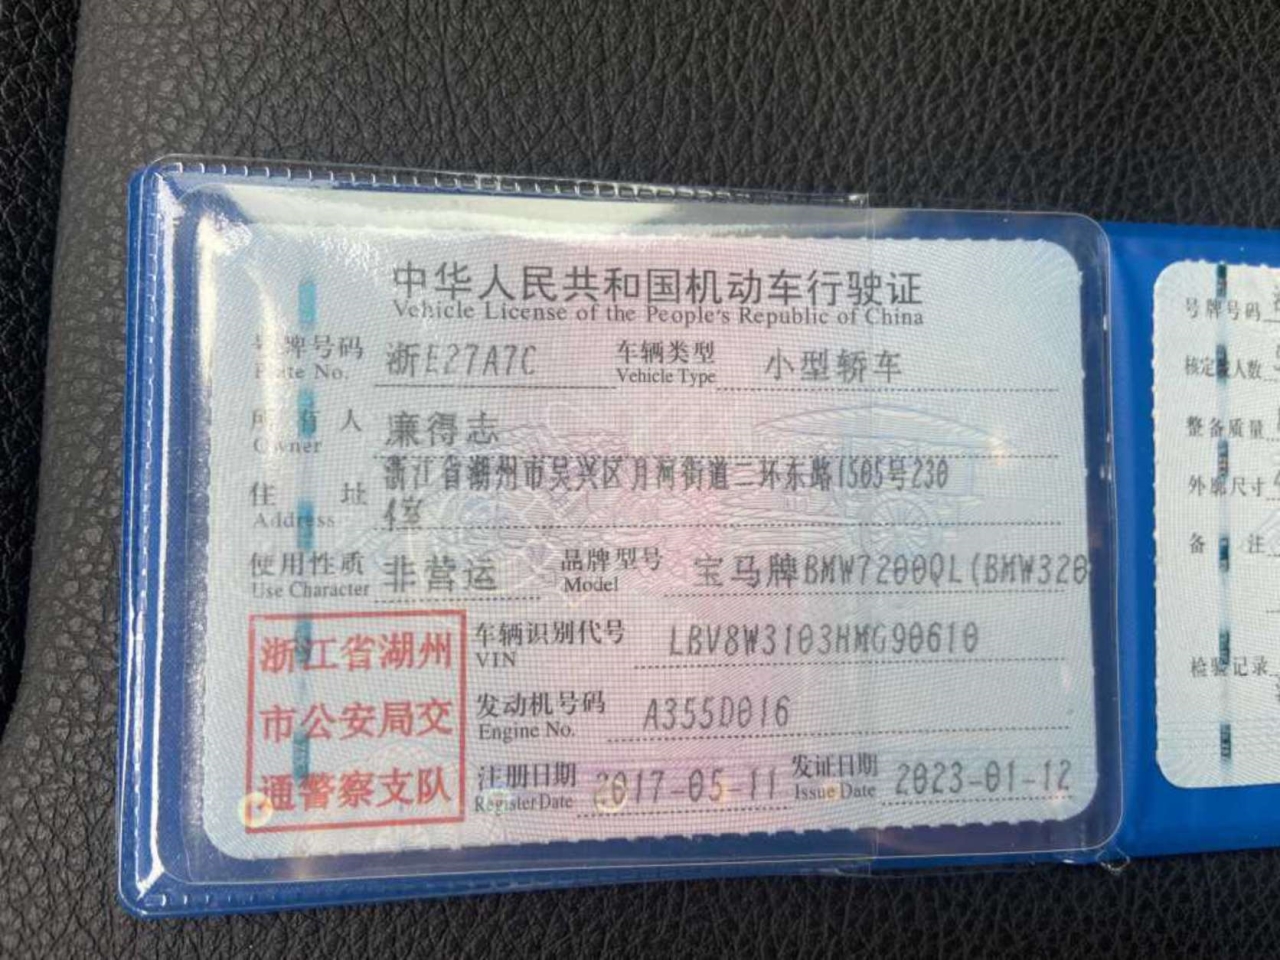 中华人民共和国机动车行驶证
Vehicle License of the People's Republic of China
号牌号码 浙E27A7C 车辆类型 小型轿车
Plate No. Vehicle Type
所有人 廉得志
Owner
浙江省湖州市吴兴区月河街道二环东路1505号230
住址 4室
Address
使用性质 非营运 品牌型号 宝马牌BMW7200QL(BMW320
Use Character Model
浙江省湖州
市公安局交
通警察支队
车辆识别代号 LBV8W3103HMG90610
VIN
发动机号码 A355D016
Engine No.
注册日期 2017-05-11 发证日期 2023-01-12
Register Date Issue Date
号牌号码
核定载人数
整备质量
外廓尺寸
备注
检验记录